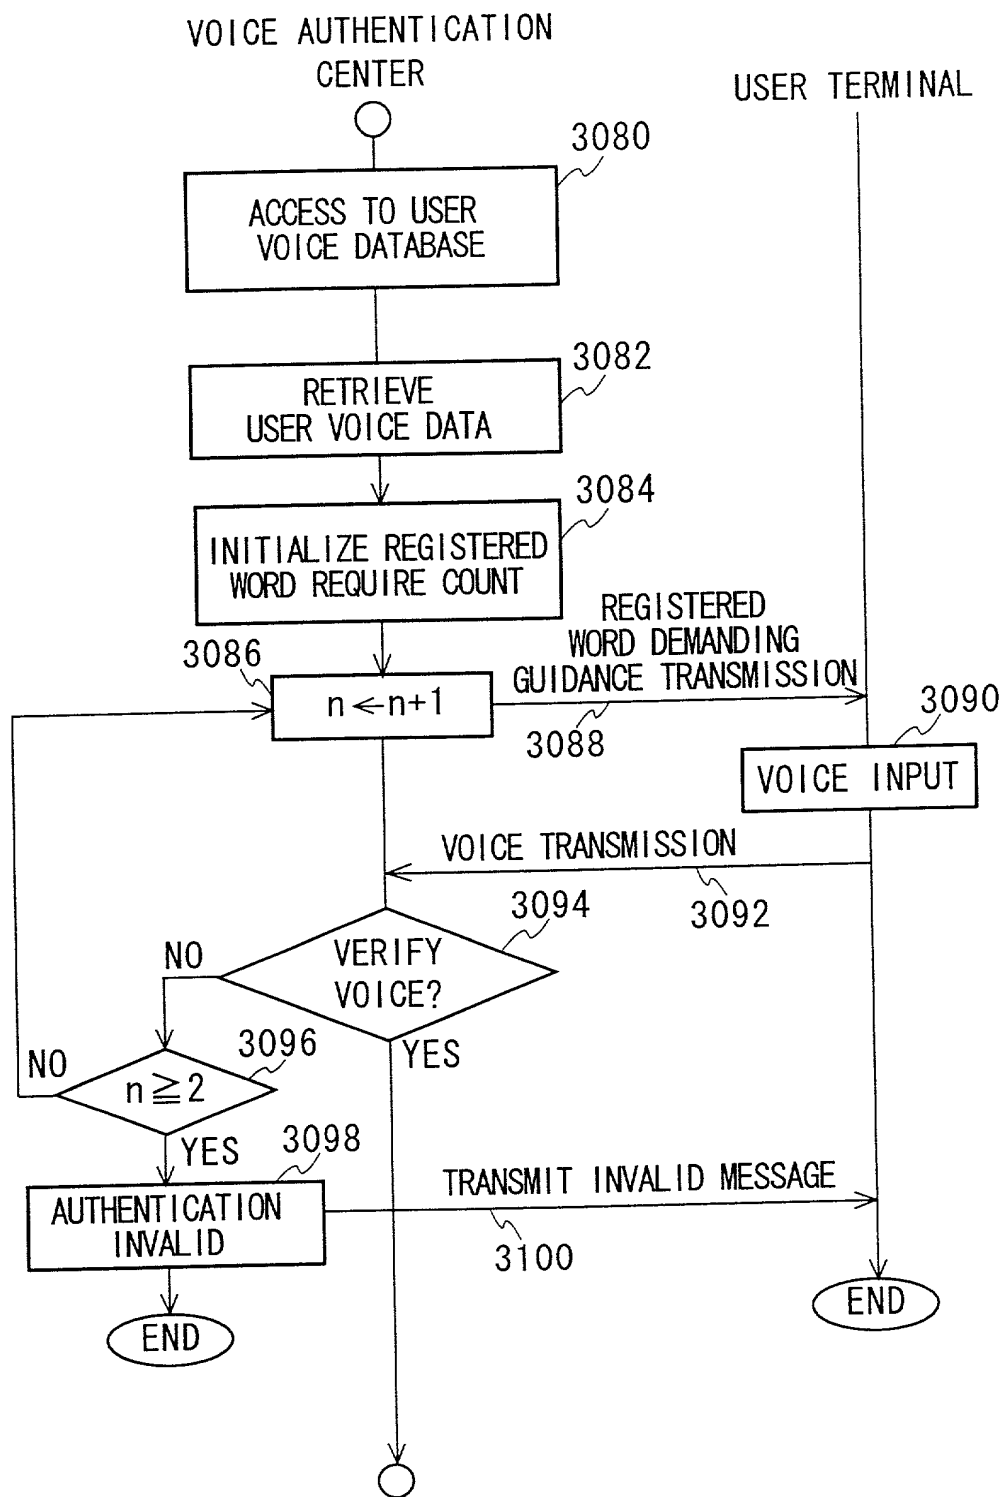 VOICE AUTHENTICATION
CENTER
USER TERMINAL
3080
ACCESS TO USER
VOICE DATABASE
3082
RETRIEVE
USER VOICE DATA
3084
INITIALIZE REGISTERED
WORD REQUIRE COUNT
REGISTERED
WORD DEMANDING
GUIDANCE TRANSMISSION
3086
n←n+1
3088
3090
VOICE INPUT
VOICE TRANSMISSION
3092
3094
VERIFY
VOICE?
NO
YES
3096
n≧2
NO
YES
3098
AUTHENTICATION
INVALID
TRANSMIT INVALID MESSAGE
3100
END
END